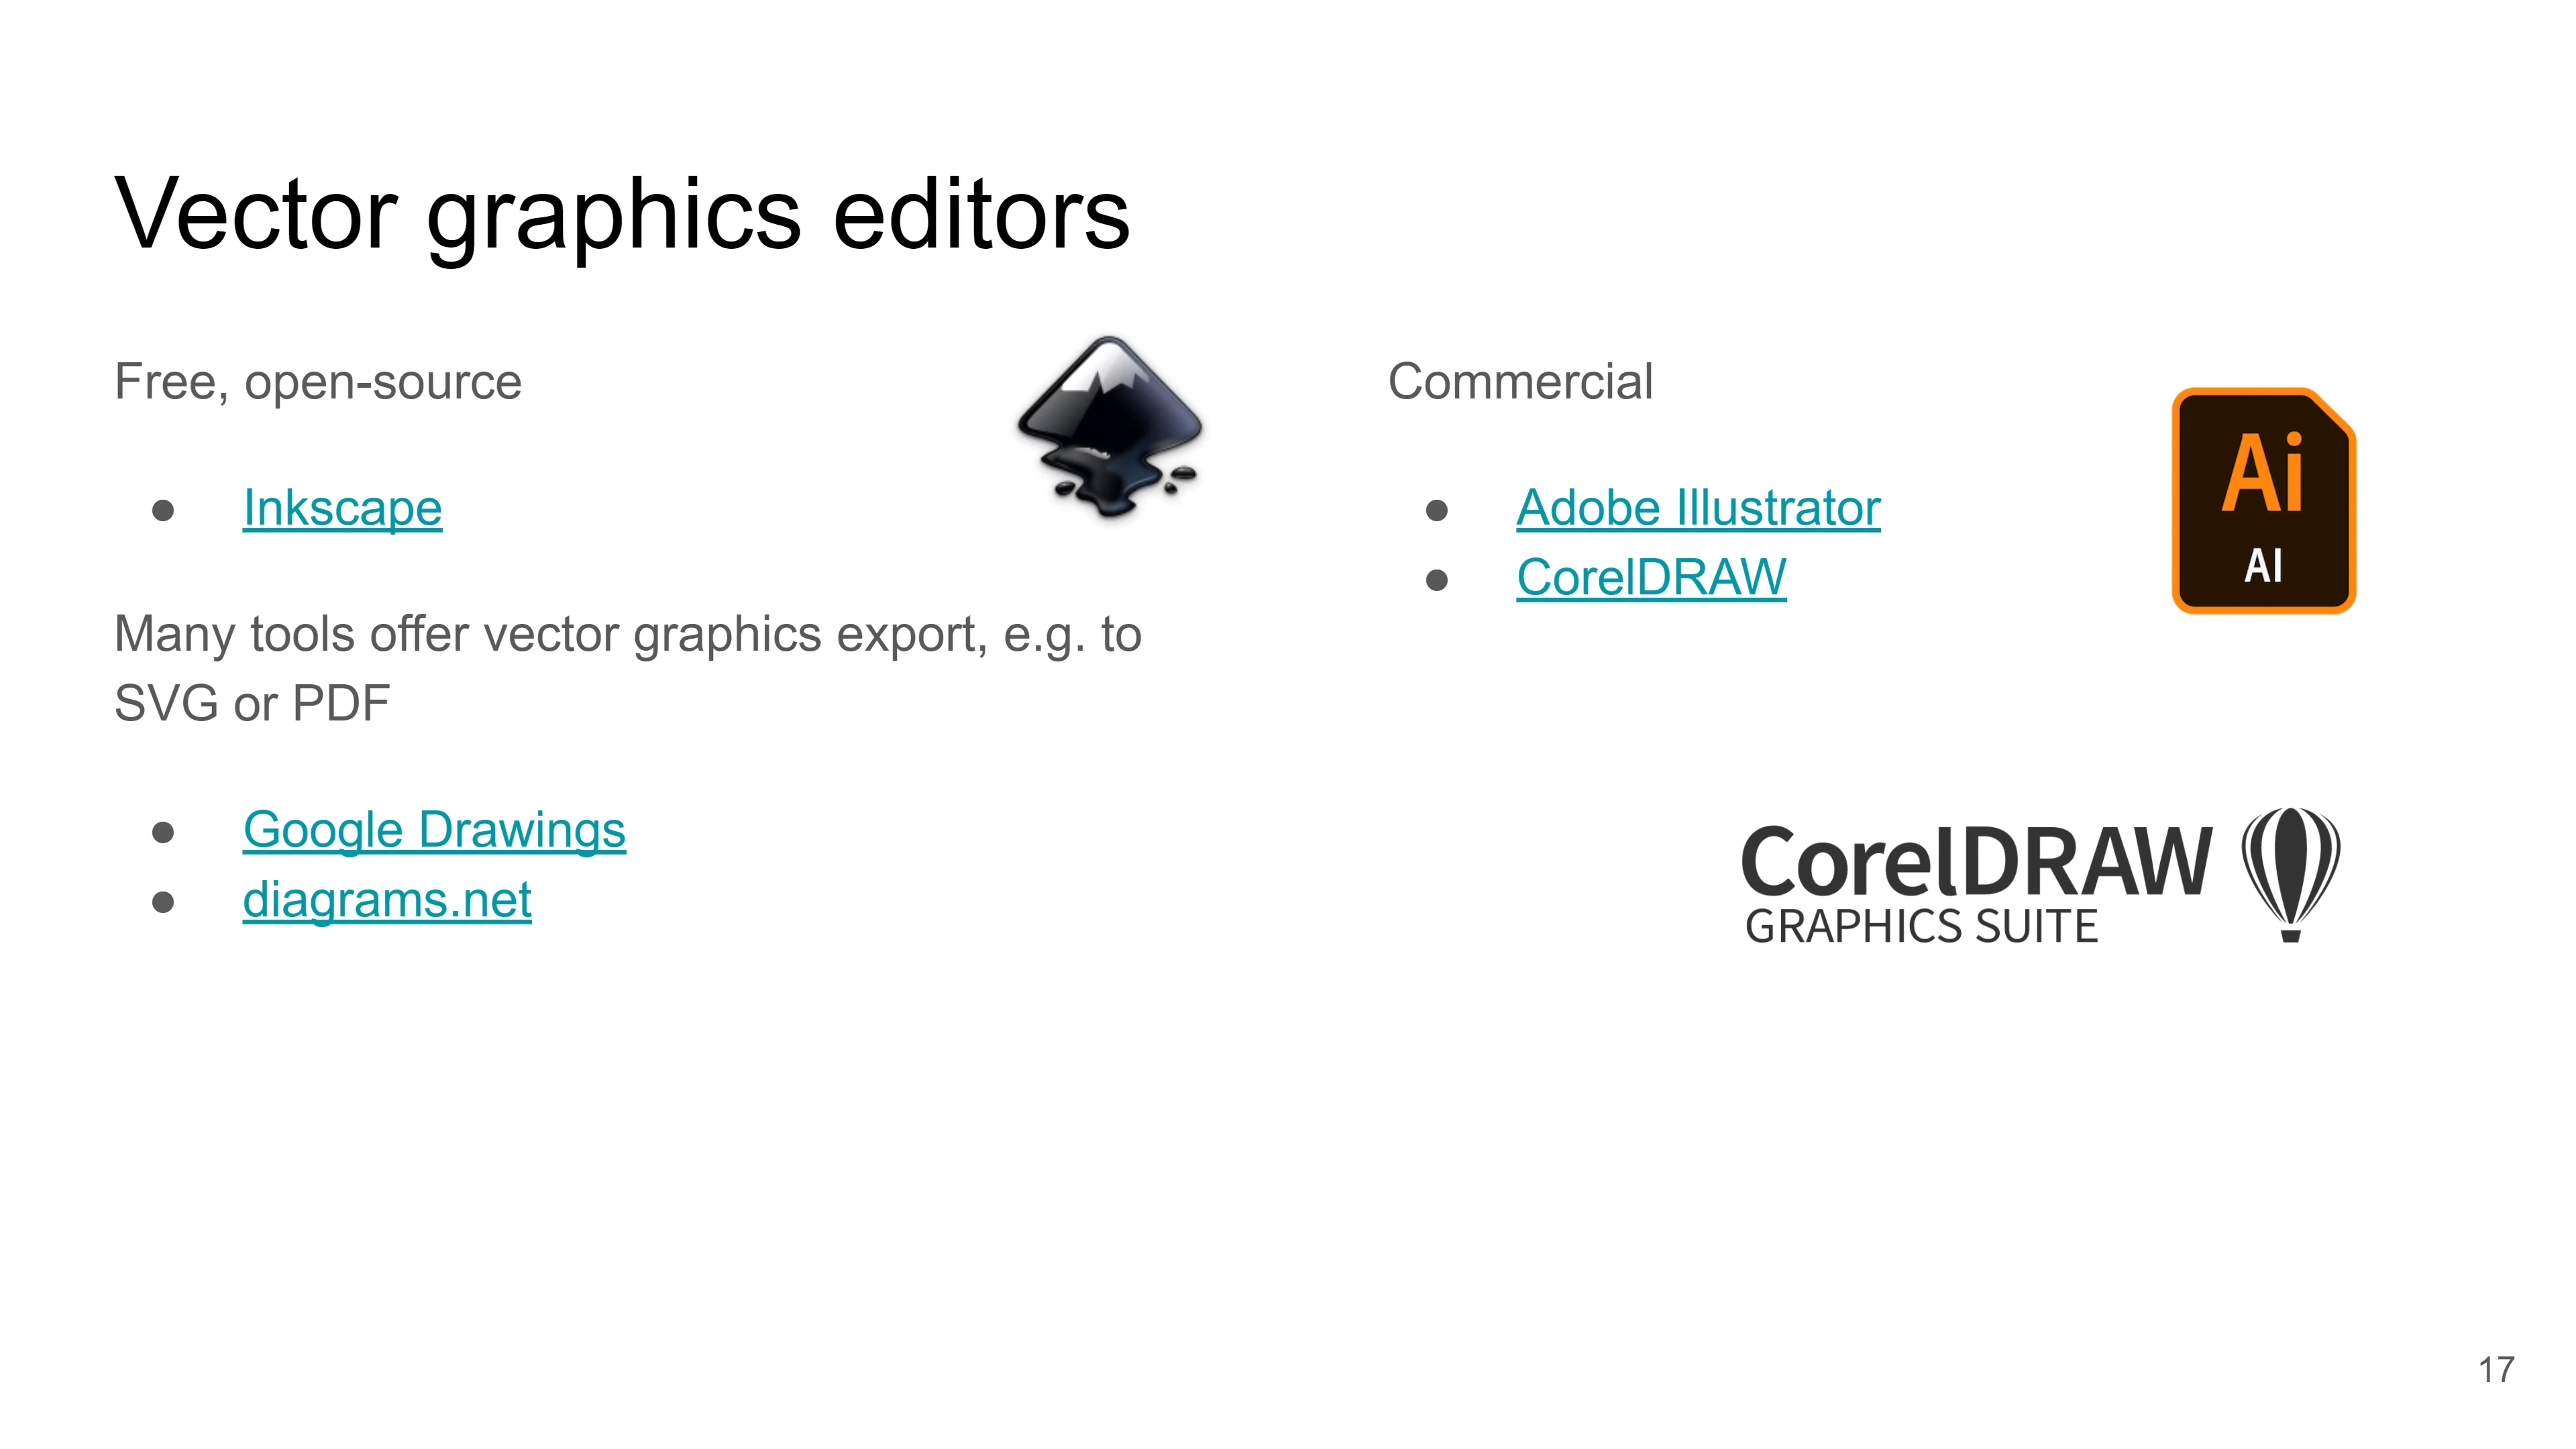 Vector graphics editors
Free, open-source
● Inkscape
Many tools offer vector graphics export, e.g. to
SVG or PDF
● Google Drawings
● diagrams.net
Commercial
● Adobe Illustrator
● CorelDRAW
Ai
AI
CorelDRAW
GRAPHICS SUITE
17